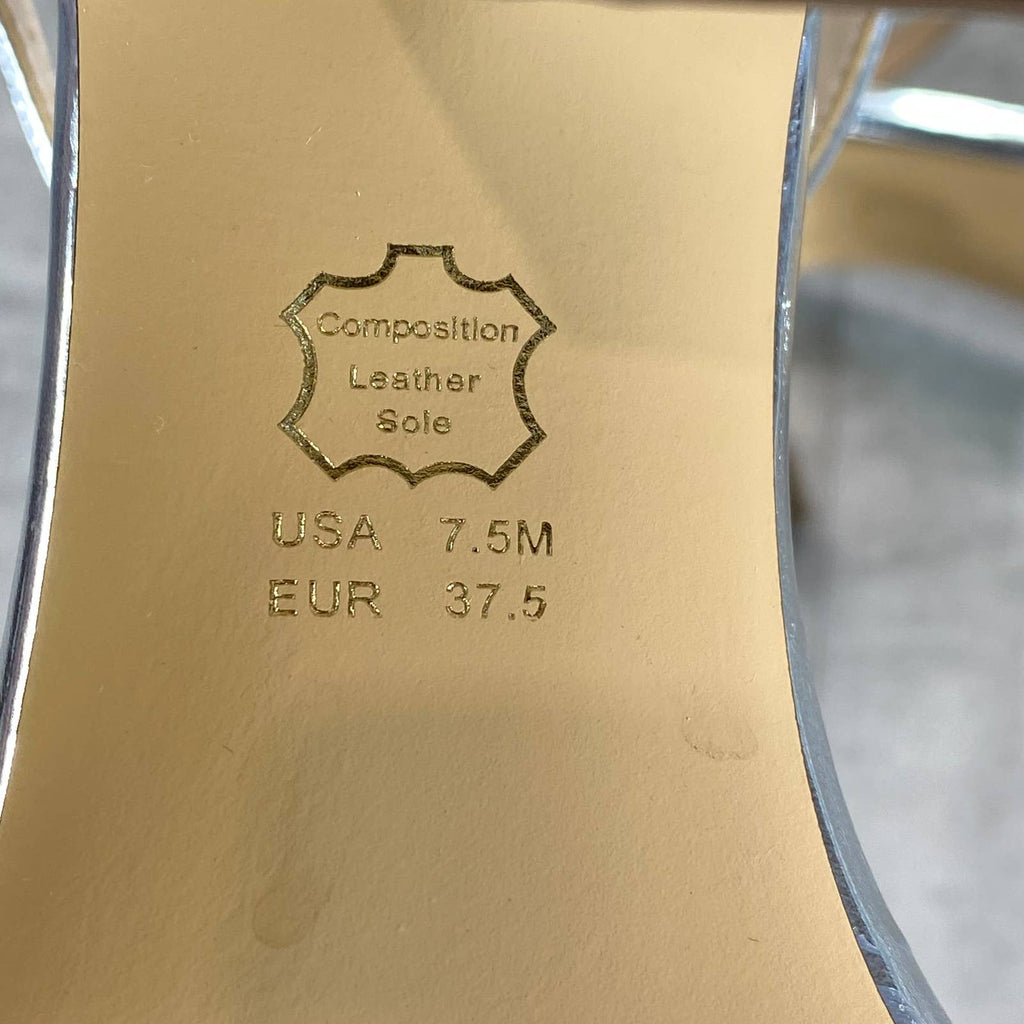 Composition
Leather
Sole
USA 7.5M
EUR 37.5